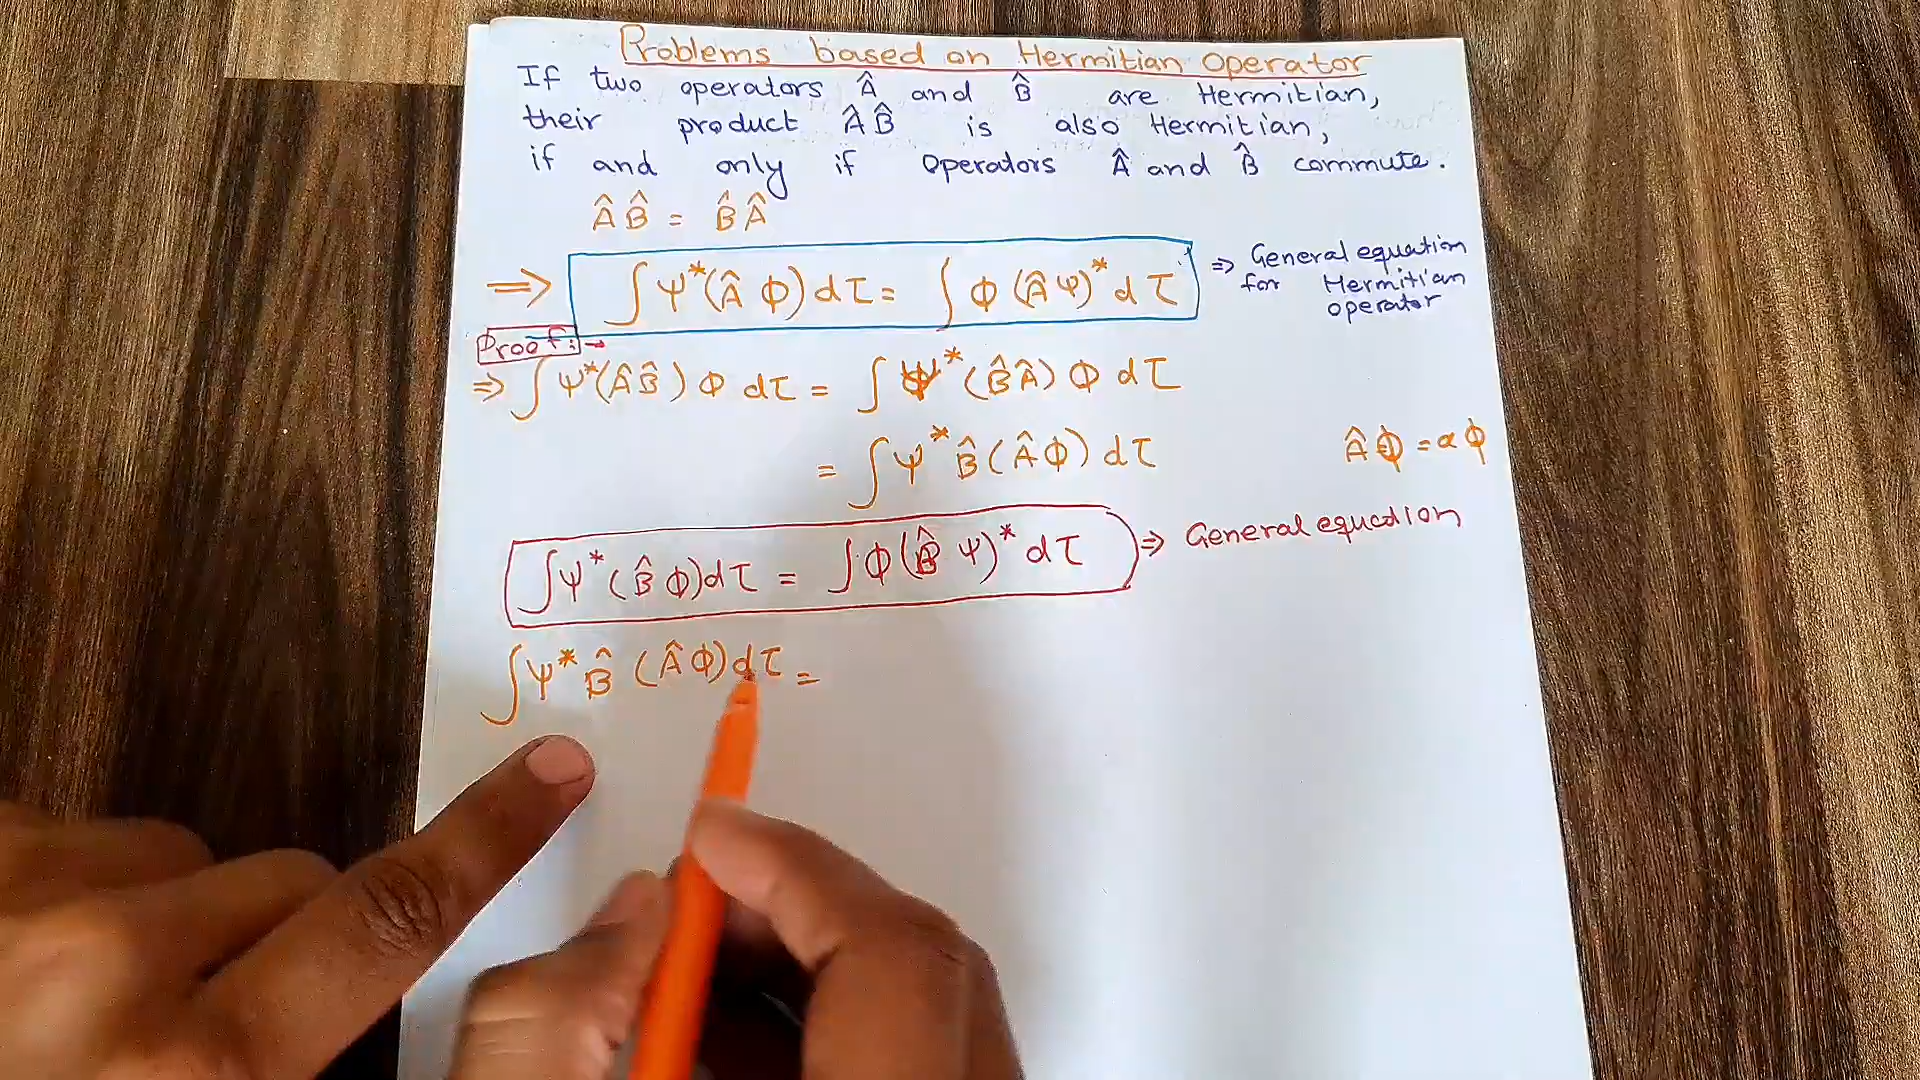 Problems based on Hermitian Operator
If two operators Â and B̂ are Hermitian,
their product ÂB̂ is also Hermitian,
if and only if operators Â and B̂ commute.
ÂB̂ = B̂Â
⇒ ∫ψ*(Âϕ)dτ = ∫ϕ(Âψ)*dτ ⇒ General equation
for Hermitian
operator
Proof:→
⇒ ∫ψ*(ÂB̂)ϕ dτ = ∫ψ*(B̂Â)ϕ dτ
= ∫ψ*B̂(Âϕ)dτ Âϕ = αϕ
∫ψ*(B̂ϕ)dτ = ∫ϕ(B̂ψ)*dτ ⇒ General equation
∫ψ*B̂(Âϕ)dτ =